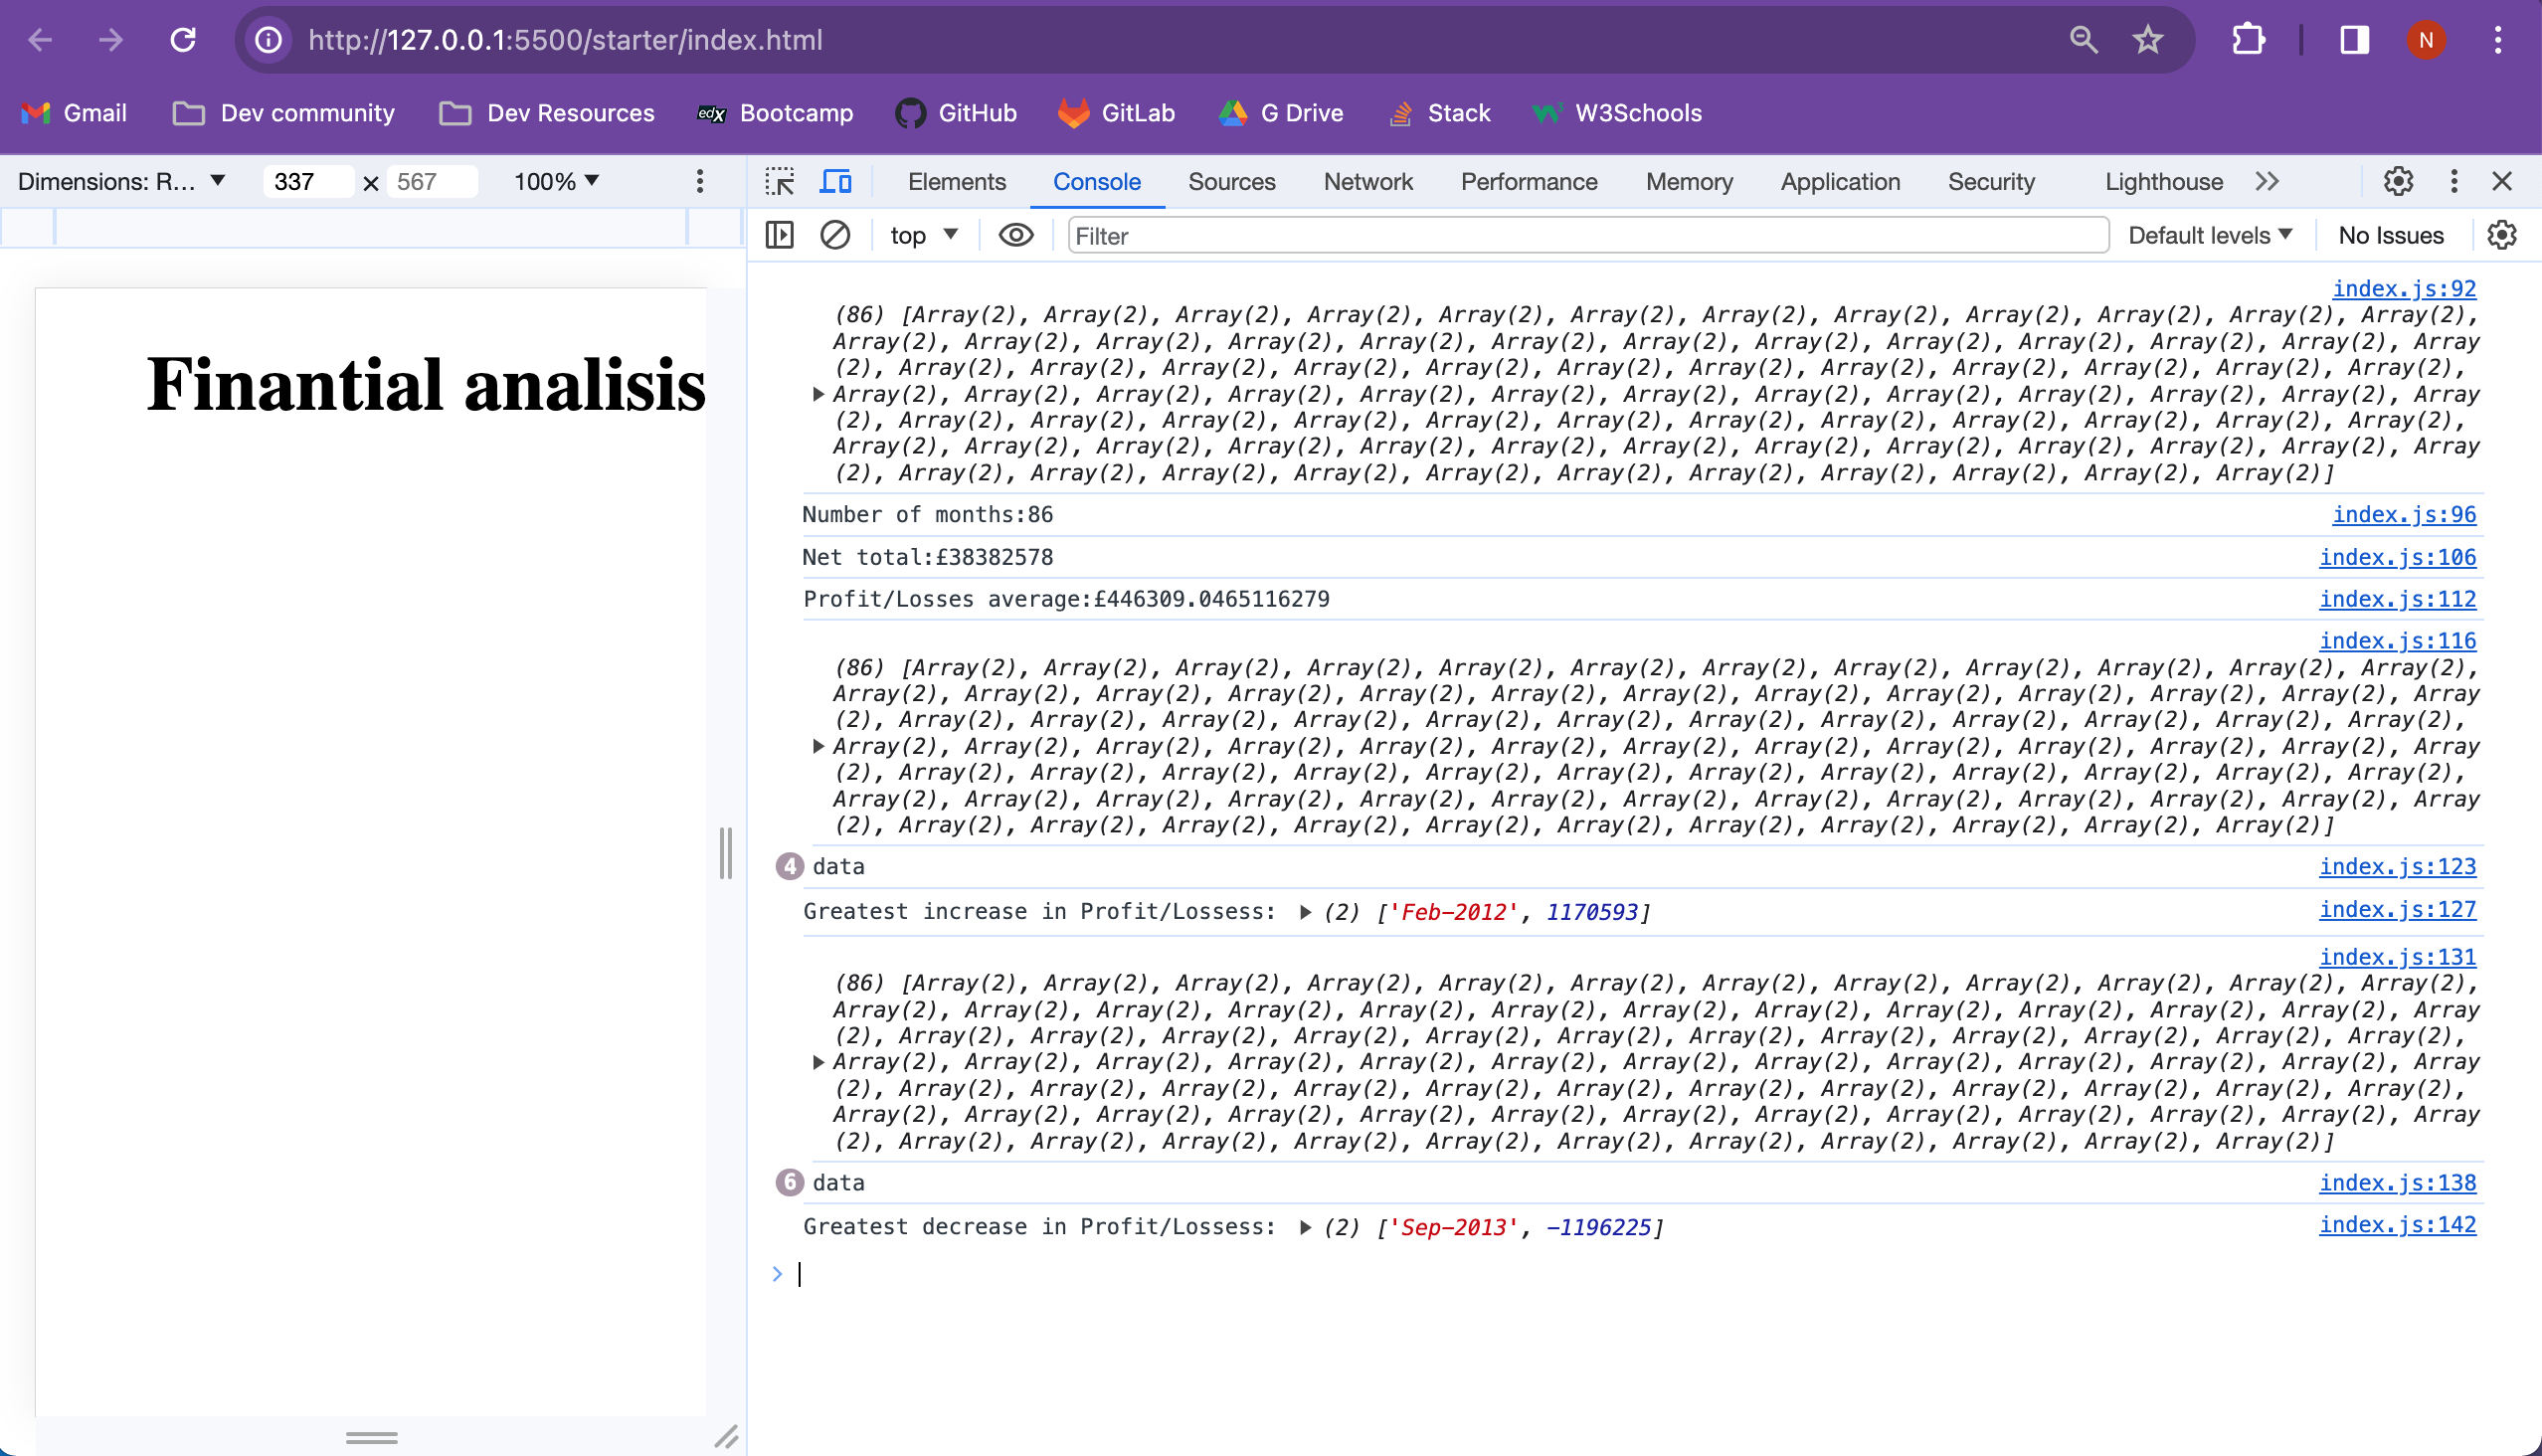 http://127.0.0.1:5500/starter/index.html
N
Gmail Dev community Dev Resources edX Bootcamp GitHub GitLab G Drive Stack W3Schools
Dimensions: R... 337 × 567 100%
Elements Console Sources Network Performance Memory Application Security Lighthouse
top Filter Default levels No Issues
Finantial analisis
index.js:92
(86) [Array(2), Array(2), Array(2), Array(2), Array(2), Array(2), Array(2), Array(2), Array(2), Array(2), Array(2), Array(2),
Array(2), Array(2), Array(2), Array(2), Array(2), Array(2), Array(2), Array(2), Array(2), Array(2), Array(2), Array(2), Array
(2), Array(2), Array(2), Array(2), Array(2), Array(2), Array(2), Array(2), Array(2), Array(2), Array(2), Array(2), Array(2),
Array(2), Array(2), Array(2), Array(2), Array(2), Array(2), Array(2), Array(2), Array(2), Array(2), Array(2), Array(2), Array
(2), Array(2), Array(2), Array(2), Array(2), Array(2), Array(2), Array(2), Array(2), Array(2), Array(2), Array(2), Array(2),
Array(2), Array(2), Array(2), Array(2), Array(2), Array(2), Array(2), Array(2), Array(2), Array(2), Array(2), Array(2), Array
(2), Array(2), Array(2), Array(2), Array(2), Array(2), Array(2), Array(2), Array(2), Array(2), Array(2), Array(2)]
Number of months:86 index.js:96
Net total:£38382578 index.js:106
Profit/Losses average:£446309.0465116279 index.js:112
index.js:116
(86) [Array(2), Array(2), Array(2), Array(2), Array(2), Array(2), Array(2), Array(2), Array(2), Array(2), Array(2), Array(2),
Array(2), Array(2), Array(2), Array(2), Array(2), Array(2), Array(2), Array(2), Array(2), Array(2), Array(2), Array(2), Array
(2), Array(2), Array(2), Array(2), Array(2), Array(2), Array(2), Array(2), Array(2), Array(2), Array(2), Array(2), Array(2),
Array(2), Array(2), Array(2), Array(2), Array(2), Array(2), Array(2), Array(2), Array(2), Array(2), Array(2), Array(2), Array
(2), Array(2), Array(2), Array(2), Array(2), Array(2), Array(2), Array(2), Array(2), Array(2), Array(2), Array(2), Array(2),
Array(2), Array(2), Array(2), Array(2), Array(2), Array(2), Array(2), Array(2), Array(2), Array(2), Array(2), Array(2), Array
(2), Array(2), Array(2), Array(2), Array(2), Array(2), Array(2), Array(2), Array(2), Array(2), Array(2), Array(2)]
4 data index.js:123
Greatest increase in Profit/Lossess: (2) ['Feb-2012', 1170593] index.js:127
index.js:131
(86) [Array(2), Array(2), Array(2), Array(2), Array(2), Array(2), Array(2), Array(2), Array(2), Array(2), Array(2), Array(2),
Array(2), Array(2), Array(2), Array(2), Array(2), Array(2), Array(2), Array(2), Array(2), Array(2), Array(2), Array(2), Array
(2), Array(2), Array(2), Array(2), Array(2), Array(2), Array(2), Array(2), Array(2), Array(2), Array(2), Array(2), Array(2),
Array(2), Array(2), Array(2), Array(2), Array(2), Array(2), Array(2), Array(2), Array(2), Array(2), Array(2), Array(2), Array
(2), Array(2), Array(2), Array(2), Array(2), Array(2), Array(2), Array(2), Array(2), Array(2), Array(2), Array(2), Array(2),
Array(2), Array(2), Array(2), Array(2), Array(2), Array(2), Array(2), Array(2), Array(2), Array(2), Array(2), Array(2), Array
(2), Array(2), Array(2), Array(2), Array(2), Array(2), Array(2), Array(2), Array(2), Array(2), Array(2), Array(2)]
6 data index.js:138
Greatest decrease in Profit/Lossess: (2) ['Sep-2013', -1196225] index.js:142